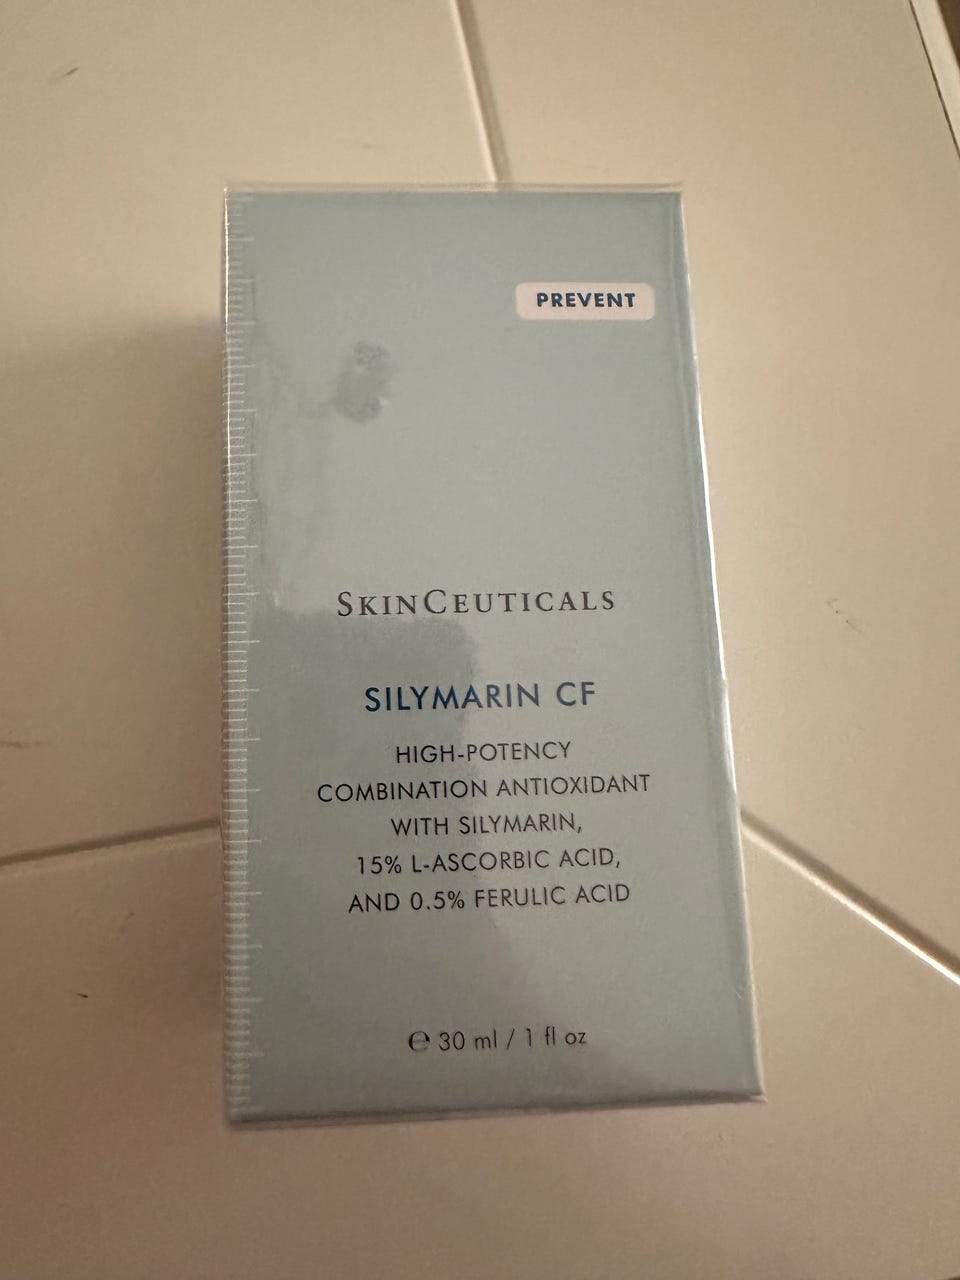 PREVENT
SKINCEUTICALS
SILYMARIN CF
HIGH-POTENCY
COMBINATION ANTIOXIDANT
WITH SILYMARIN,
15% L-ASCORBIC ACID,
AND 0.5% FERULIC ACID
℮ 30 ml / 1 fl oz